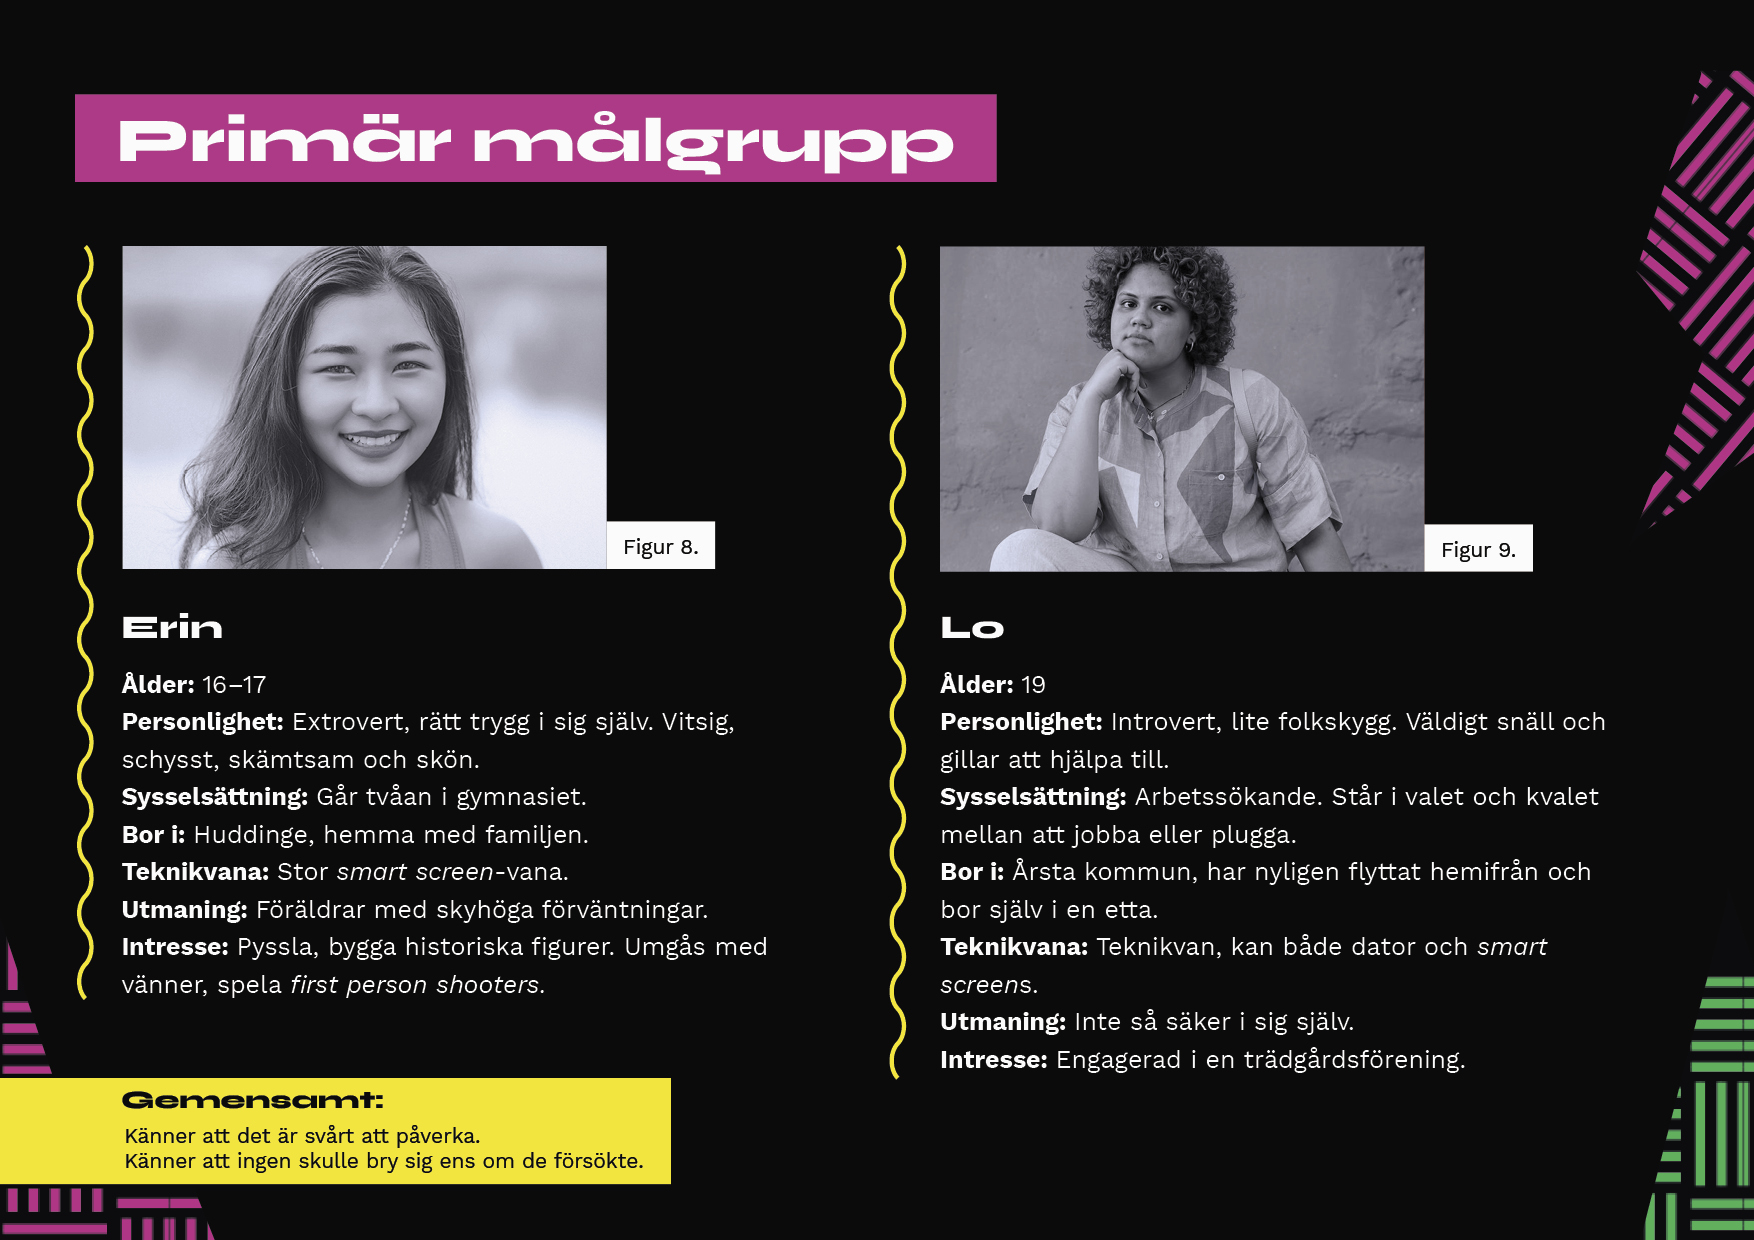 Primär målgrupp
Figur 8.
Erin
Ålder: 16–17
Personlighet: Extrovert, rätt trygg i sig själv. Vitsig,
schysst, skämtsam och skön.
Sysselsättning: Går tvåan i gymnasiet.
Bor i: Huddinge, hemma med familjen.
Teknikvana: Stor smart screen-vana.
Utmaning: Föräldrar med skyhöga förväntningar.
Intresse: Pyssla, bygga historiska figurer. Umgås med
vänner, spela first person shooters.
Figur 9.
Lo
Ålder: 19
Personlighet: Introvert, lite folkskygg. Väldigt snäll och
gillar att hjälpa till.
Sysselsättning: Arbetssökande. Står i valet och kvalet
mellan att jobba eller plugga.
Bor i: Årsta kommun, har nyligen flyttat hemifrån och
bor själv i en etta.
Teknikvana: Teknikvan, kan både dator och smart
screens.
Utmaning: Inte så säker i sig själv.
Intresse: Engagerad i en trädgårdsförening.
Gemensamt:
Känner att det är svårt att påverka.
Känner att ingen skulle bry sig ens om de försökte.